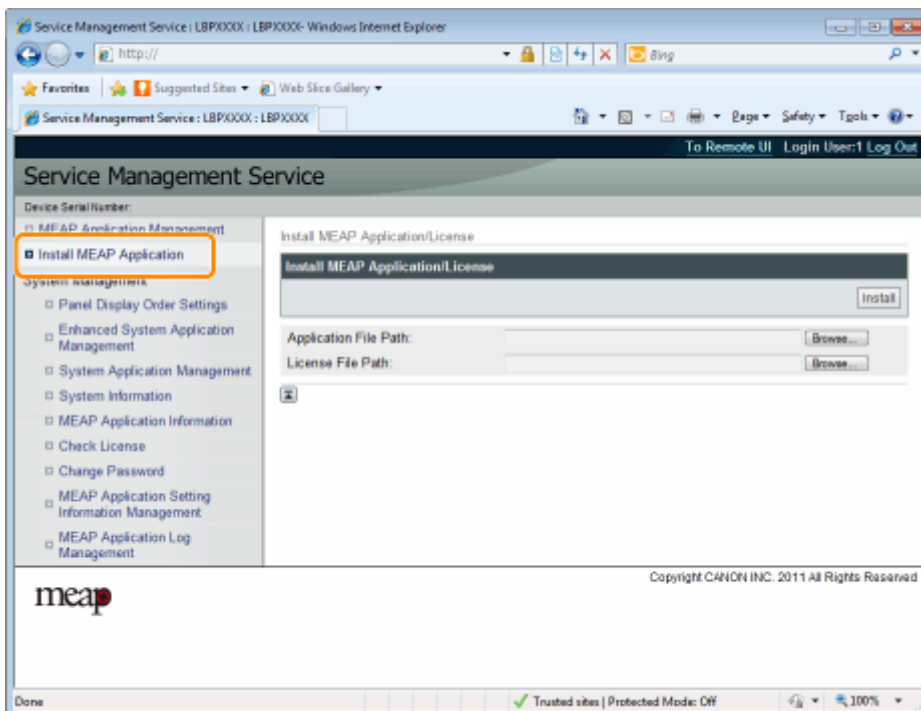 Service Management Service : LBPXXXX : LBPXXXX- Windows Internet Explorer
http://
Bing
Favorites Suggested Sites Web Slice Gallery
Service Management Service : LBPXXXX : LBPXXXX
Page Safety Tools
To Remote UI Login User:1 Log Out
Service Management Service
Device Serial Number:
MEAP Application Management
Install MEAP Application
System Management
Panel Display Order Settings
Enhanced System Application
Management
System Application Management
System Information
MEAP Application Information
Check License
Change Password
MEAP Application Setting
Information Management
MEAP Application Log
Management
Install MEAP Application/License
Install MEAP Application/License
Install
Application File Path:
Browse...
License File Path:
Browse...
Copyright CANON INC. 2011 All Rights Reserved
meap
Done
Trusted sites | Protected Mode: Off
100%